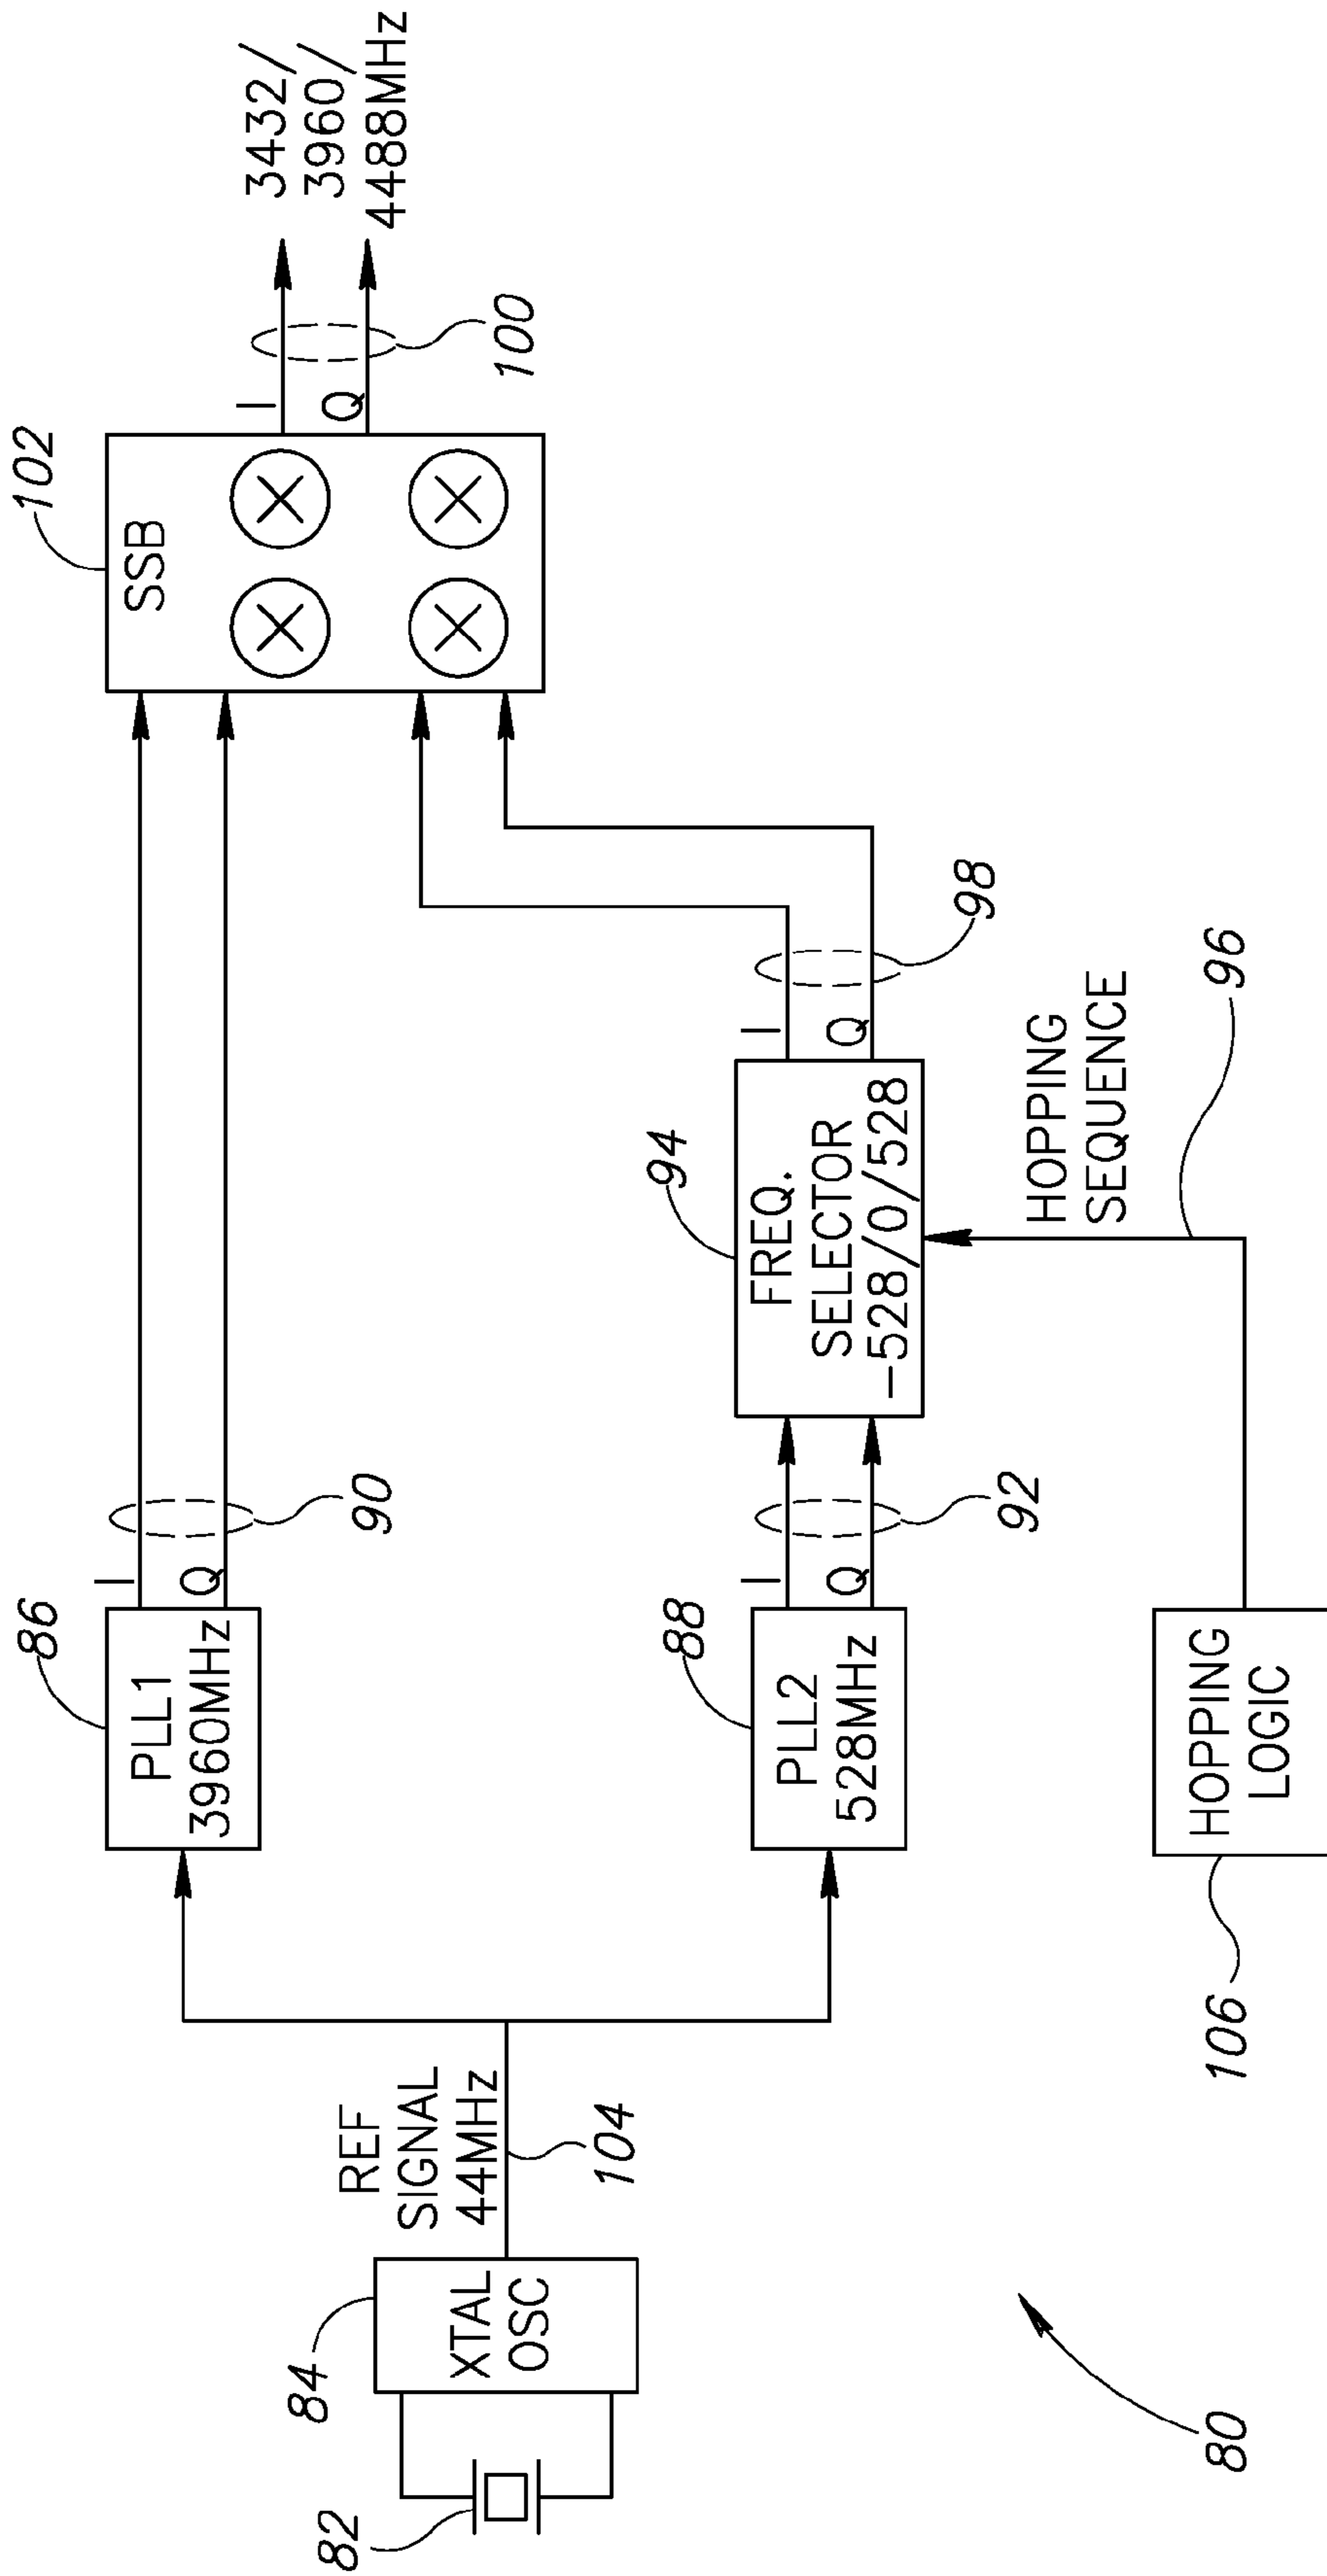 82
84
XTAL
OSC
REF
SIGNAL
44MHz
104
86
PLL1
3960MHz
I
Q
90
88
PLL2
528MHz
I
Q
92
94
FREQ.
SELECTOR
-528/0/528
I
Q
98
HOPPING
SEQUENCE
96
106
HOPPING
LOGIC
102
SSB
I
Q
100
3432/
3960/
4488MHz
80